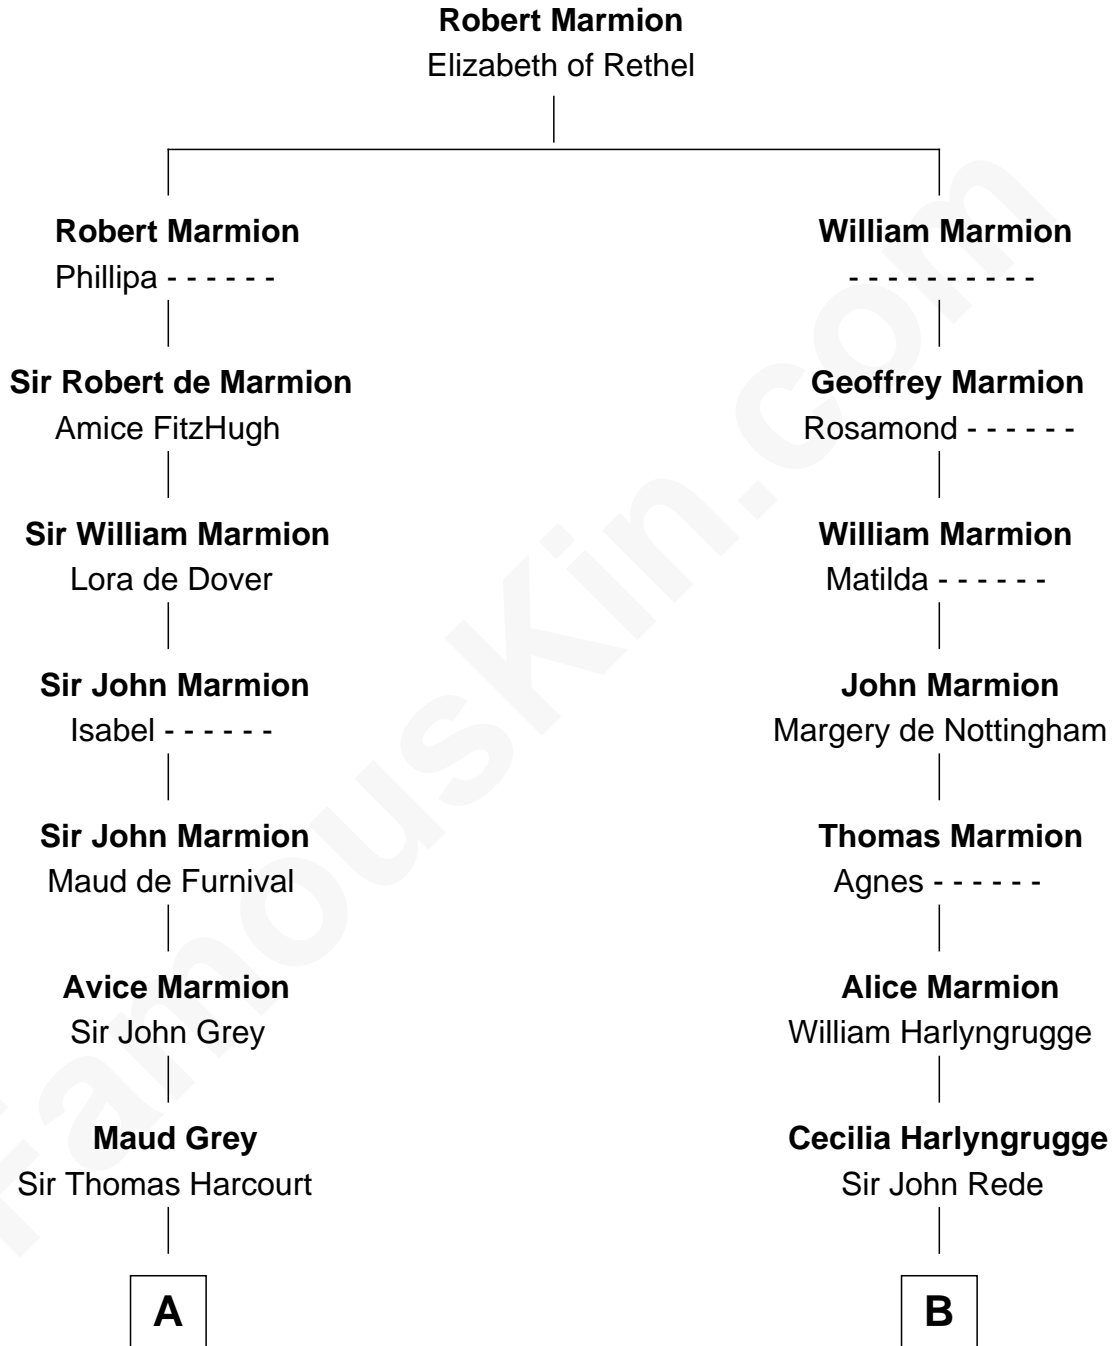 Robert Marmion
Elizabeth of Rethel
Robert Marmion
Phillipa - - - - - -
William Marmion
- - - - - - - - - -
Sir Robert de Marmion
Amice FitzHugh
Geoffrey Marmion
Rosamond - - - - - -
Sir William Marmion
Lora de Dover
William Marmion
Matilda - - - - - -
Sir John Marmion
Isabel - - - - - -
John Marmion
Margery de Nottingham
Sir John Marmion
Maud de Furnival
Thomas Marmion
Agnes - - - - - -
Avice Marmion
Sir John Grey
Alice Marmion
William Harlyngrugge
Maud Grey
Sir Thomas Harcourt
Cecilia Harlyngrugge
Sir John Rede
A
B
FamousKin.com